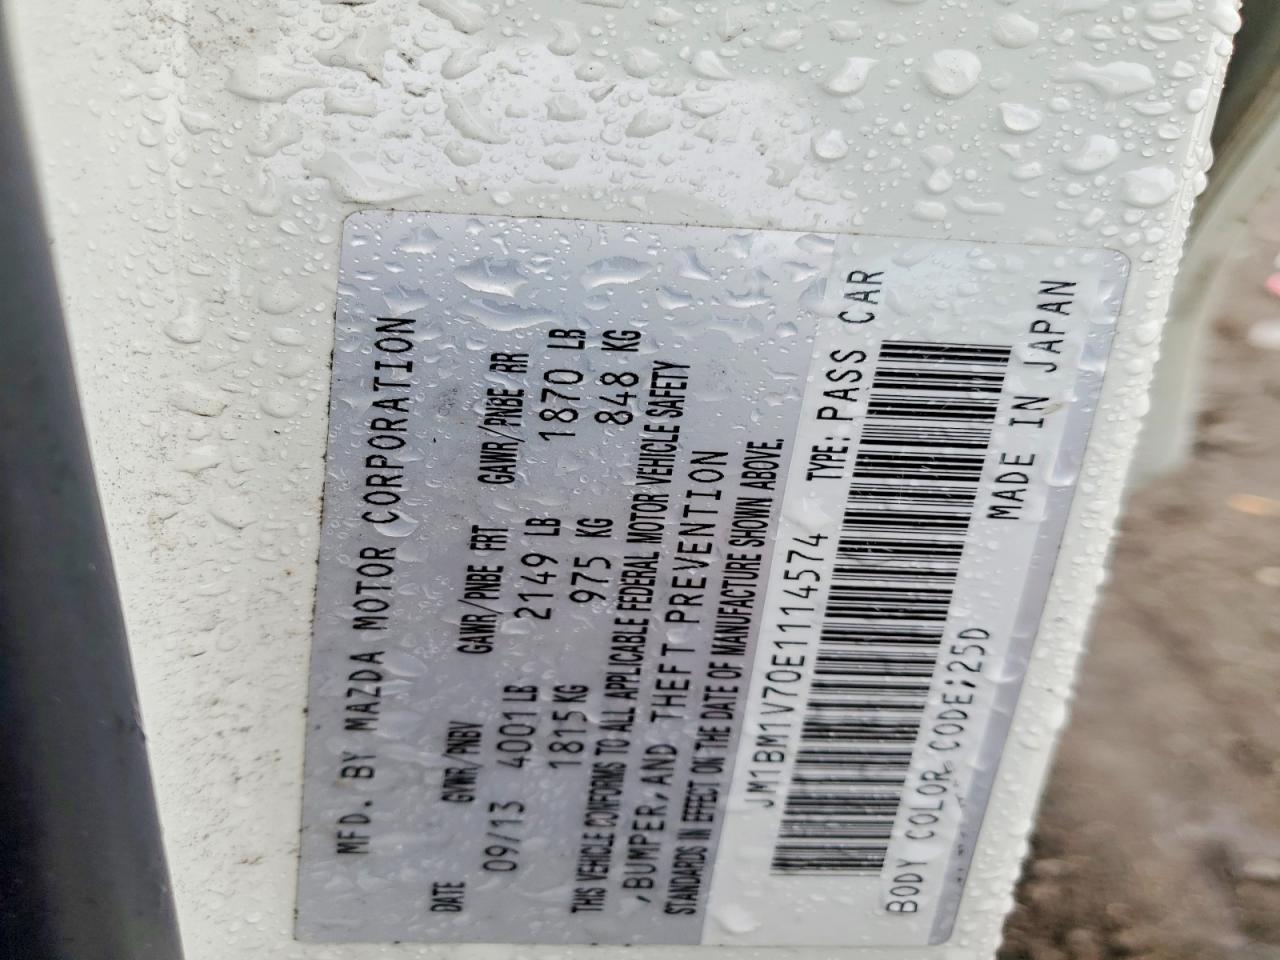 MFD. BY MAZDA MOTOR CORPORATION
DATE GVWR/PNBV GAWR/PNBE FRT GAWR/PNBE RR
09/13 4001 LB 2149 LB 1870 LB
1815 KG 975 KG 848 KG
THIS VEHICLE CONFORMS TO ALL APPLICABLE FEDERAL MOTOR VEHICLE SAFETY
, BUMPER, AND THEFT PREVENTION
STANDARDS IN EFFECT ON THE DATE OF MANUFACTURE SHOWN ABOVE.
JM1BM1V70E1114574 TYPE: PASS CAR
BODY COLOR CODE;25D MADE IN JAPAN